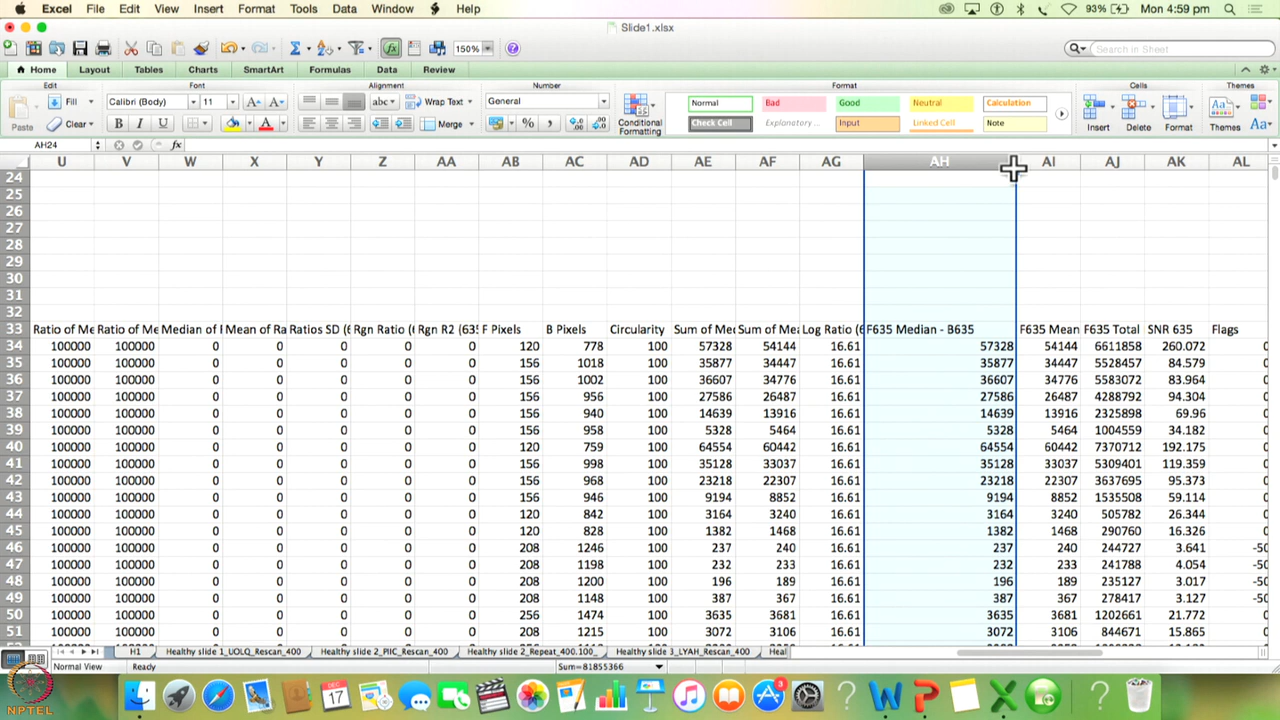 Excel File Edit View Insert Format Tools Data Window Help 93% Mon 4:59 pm
Slide1.xlsx
150% Search in Sheet
Home Layout Tables Charts SmartArt Formulas Data Review
Edit Font Alignment Number Format Cells Themes
Paste Fill Clear Calibri (Body) 11 abc Wrap Text Merge General Conditional Formatting Normal Bad Good Neutral Calculation Insert Delete Format Themes
B I U % Check Cell Explanatory ... Input Linked Cell Note Aa
AH24 fx
U V W X Y Z AA AB AC AD AE AF AG AH AI AJ AK AL
24
25
26
27
28
29
30
31
32
33 Ratio of Me Ratio of Me Median of Mean of Ra Ratios SD (6 Rgn Ratio ( Rgn R2 (635 F Pixels B Pixels Circularity Sum of Med Sum of Mea Log Ratio (6 F635 Median - B635 F635 Mean F635 Total SNR 635 Flags
34 100000 100000 0 0 0 0 0 120 778 100 57328 54144 16.61 57328 54144 6611858 260.072 0
35 100000 100000 0 0 0 0 0 156 1018 100 35877 34447 16.61 35877 34447 5528457 84.579 0
36 100000 100000 0 0 0 0 0 156 1002 100 36607 34776 16.61 36607 34776 5583072 83.964 0
37 100000 100000 0 0 0 0 0 156 956 100 27586 26487 16.61 27586 26487 4288792 94.304 0
38 100000 100000 0 0 0 0 0 156 940 100 14639 13916 16.61 14639 13916 2325898 69.96 0
39 100000 100000 0 0 0 0 0 156 958 100 5328 5464 16.61 5328 5464 1004559 34.182 0
40 100000 100000 0 0 0 0 0 120 759 100 64554 60442 16.61 64554 60442 7370712 192.175 0
41 100000 100000 0 0 0 0 0 156 998 100 35128 33037 16.61 35128 33037 5309401 119.359 0
42 100000 100000 0 0 0 0 0 156 968 100 23218 22307 16.61 23218 22307 3637695 95.373 0
43 100000 100000 0 0 0 0 0 156 946 100 9194 8852 16.61 9194 8852 1535508 59.114 0
44 100000 100000 0 0 0 0 0 120 842 100 3164 3240 16.61 3164 3240 505782 26.344 0
45 100000 100000 0 0 0 0 0 120 828 100 1382 1468 16.61 1382 1468 290760 16.326 0
46 100000 100000 0 0 0 0 0 208 1246 100 237 240 16.61 237 240 244727 3.641 -50
47 100000 100000 0 0 0 0 0 208 1198 100 232 233 16.61 232 233 241788 4.054 -50
48 100000 100000 0 0 0 0 0 208 1200 100 196 189 16.61 196 189 235127 3.017 -50
49 100000 100000 0 0 0 0 0 208 1148 100 387 367 16.61 387 367 278417 3.127 -50
50 100000 100000 0 0 0 0 0 256 1474 100 3635 3681 16.61 3635 3681 1202661 21.772 0
51 100000 100000 0 0 0 0 0 208 1215 100 3072 3106 16.61 3072 3106 844671 15.865 0
H1 Healthy slide 1_UOLQ_Rescan_400 Healthy slide 2_PIIC_Rescan_400 Healthy slide 2_Repeat_400.100_ Healthy slide 3_LYAH_Rescan_400 Heal
Normal View Ready Sum=81855366
DEC 17 3
NPTEL